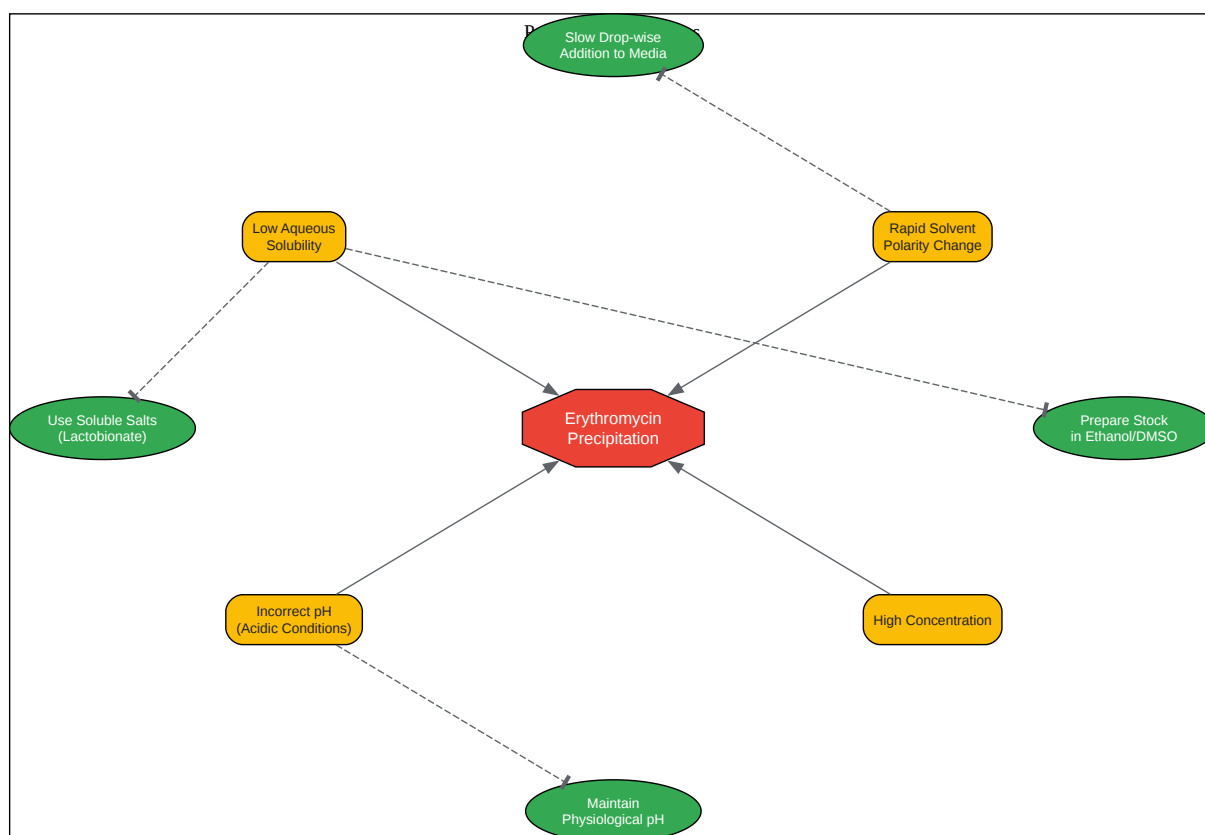 Slow Drop-wise
Addition to Media
Low Aqueous
Solubility
Rapid Solvent
Polarity Change
Erythromycin
Precipitation
Use Soluble Salts
(Lactobionate)
Prepare Stock
in Ethanol/DMSO
Incorrect pH
(Acidic Conditions)
High Concentration
Maintain
Physiological pH